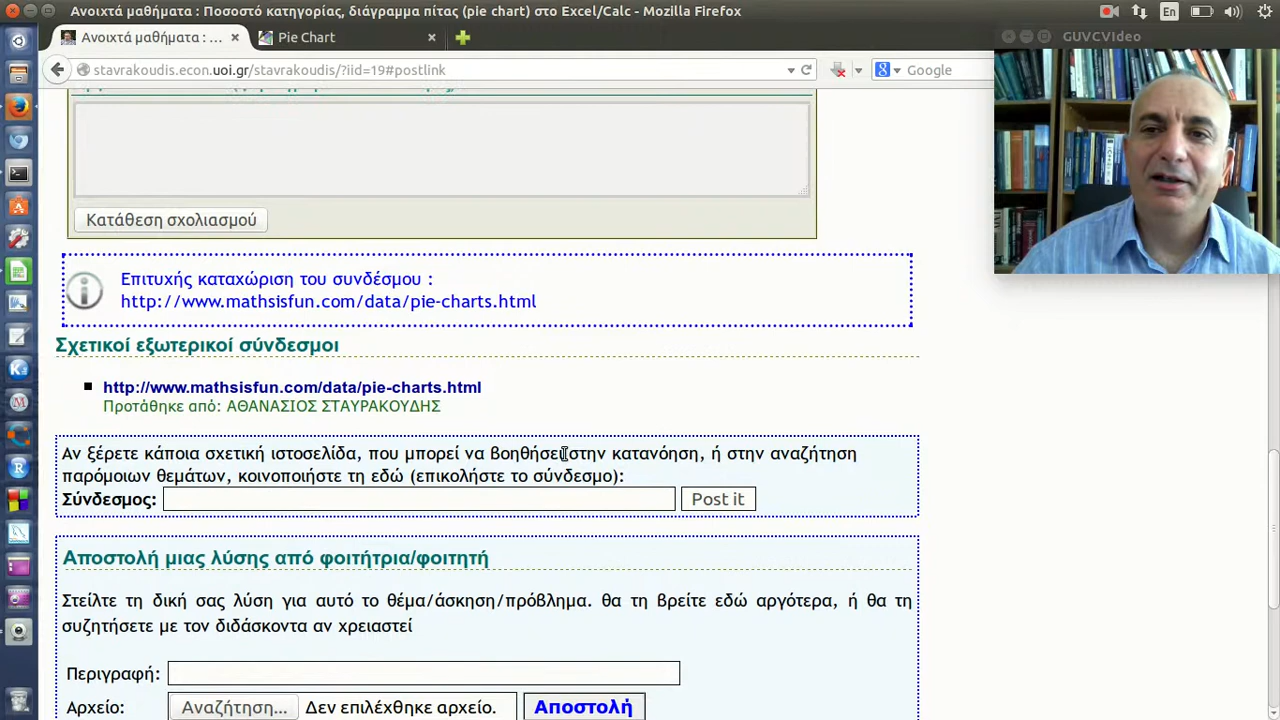 Ανοιχτά μαθήματα : Ποσοστό κατηγορίας, διάγραμμα πίτας (pie chart) στο Excel/Calc - Mozilla Firefox
En
Ανοιχτά μαθήματα : ...
Pie Chart
GUVCVIdeo
stavrakoudis.econ.uoi.gr/stavrakoudis/?iid=19#postlink
Google
Κατάθεση σχολιασμού
Επιτυχής καταχώριση του συνδέσμου :
http://www.mathsisfun.com/data/pie-charts.html
Σχετικοί εξωτερικοί σύνδεσμοι
http://www.mathsisfun.com/data/pie-charts.html
Προτάθηκε από: ΑΘΑΝΑΣΙΟΣ ΣΤΑΥΡΑΚΟΥΔΗΣ
Αν ξέρετε κάποια σχετική ιστοσελίδα, που μπορεί να βοηθήσει στην κατανόηση, ή στην αναζήτηση
παρόμοιων θεμάτων, κοινοποιήστε τη εδώ (επικολήστε το σύνδεσμο):
Σύνδεσμος:
Post it
Αποστολή μιας λύσης από φοιτήτρια/φοιτητή
Στείλτε τη δική σας λύση για αυτό το θέμα/άσκηση/πρόβλημα. θα τη βρείτε εδώ αργότερα, ή θα τη
συζητήσετε με τον διδάσκοντα αν χρειαστεί
Περιγραφή:
Αρχείο:
Αναζήτηση...
Δεν επιλέχθηκε αρχείο.
Αποστολή